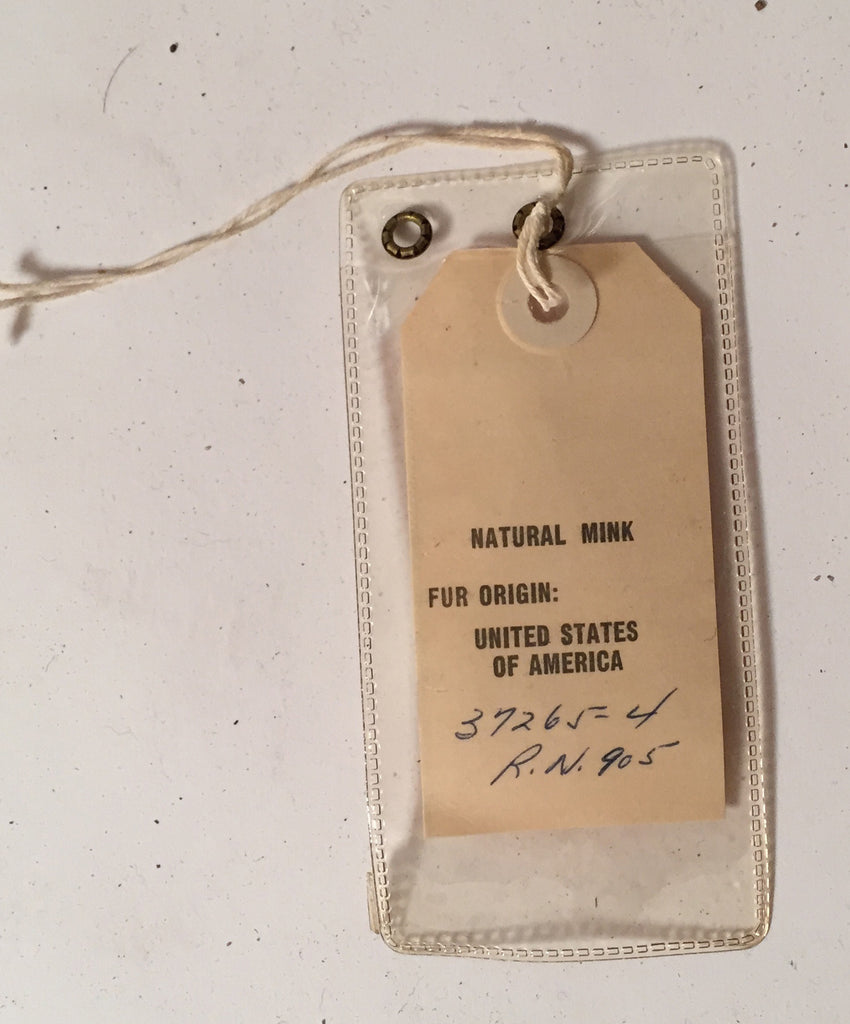 NATURAL MINK
FUR ORIGIN:
UNITED STATES
OF AMERICA
37265-4
R.N. 905